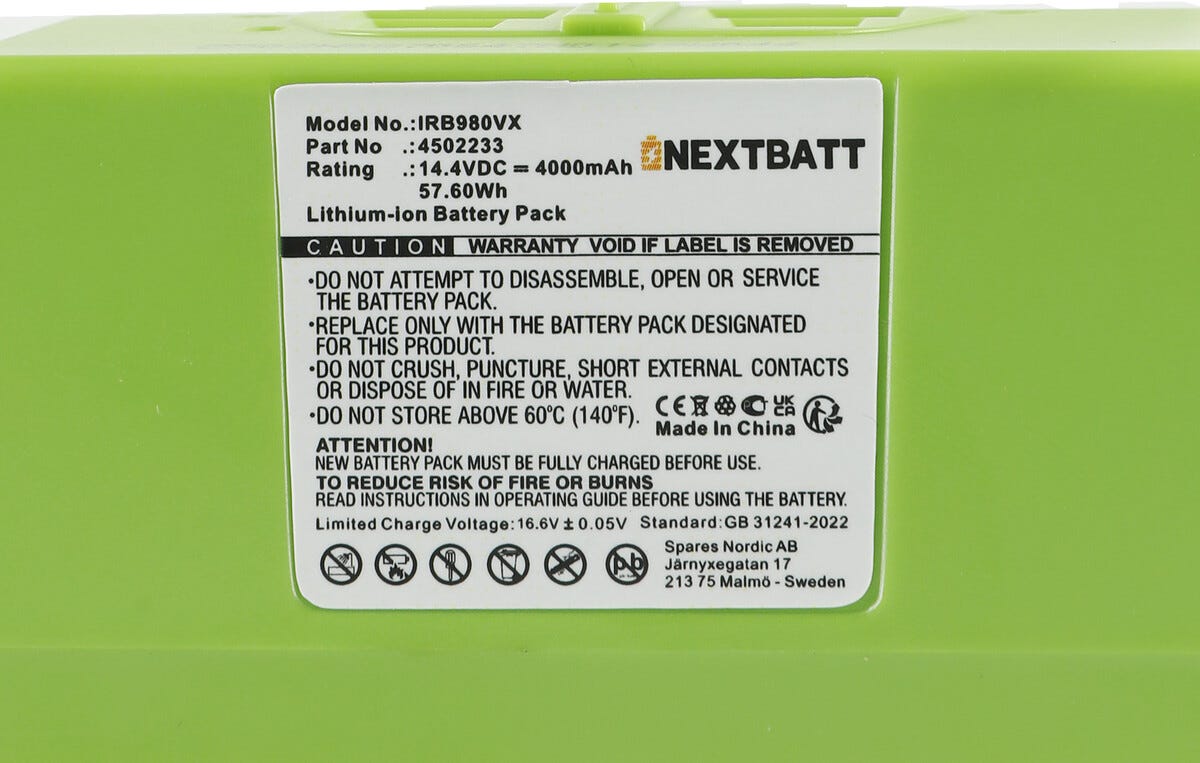 Model No.:IRB980VX
Part No .:4502233
Rating .:14.4VDC ⎓ 4000mAh
57.60Wh
Lithium-ion Battery Pack
NEXTBATT
CAUTION WARRANTY VOID IF LABEL IS REMOVED
•DO NOT ATTEMPT TO DISASSEMBLE, OPEN OR SERVICE
THE BATTERY PACK.
•REPLACE ONLY WITH THE BATTERY PACK DESIGNATED
FOR THIS PRODUCT.
•DO NOT CRUSH, PUNCTURE, SHORT EXTERNAL CONTACTS
OR DISPOSE OF IN FIRE OR WATER.
•DO NOT STORE ABOVE 60°C (140°F).
CE UK CA
Made In China
ATTENTION!
NEW BATTERY PACK MUST BE FULLY CHARGED BEFORE USE.
TO REDUCE RISK OF FIRE OR BURNS
READ INSTRUCTIONS IN OPERATING GUIDE BEFORE USING THE BATTERY.
Limited Charge Voltage:16.6V ± 0.05V Standard:GB 31241-2022
pb
Spares Nordic AB
Järnyxegatan 17
213 75 Malmö - Sweden